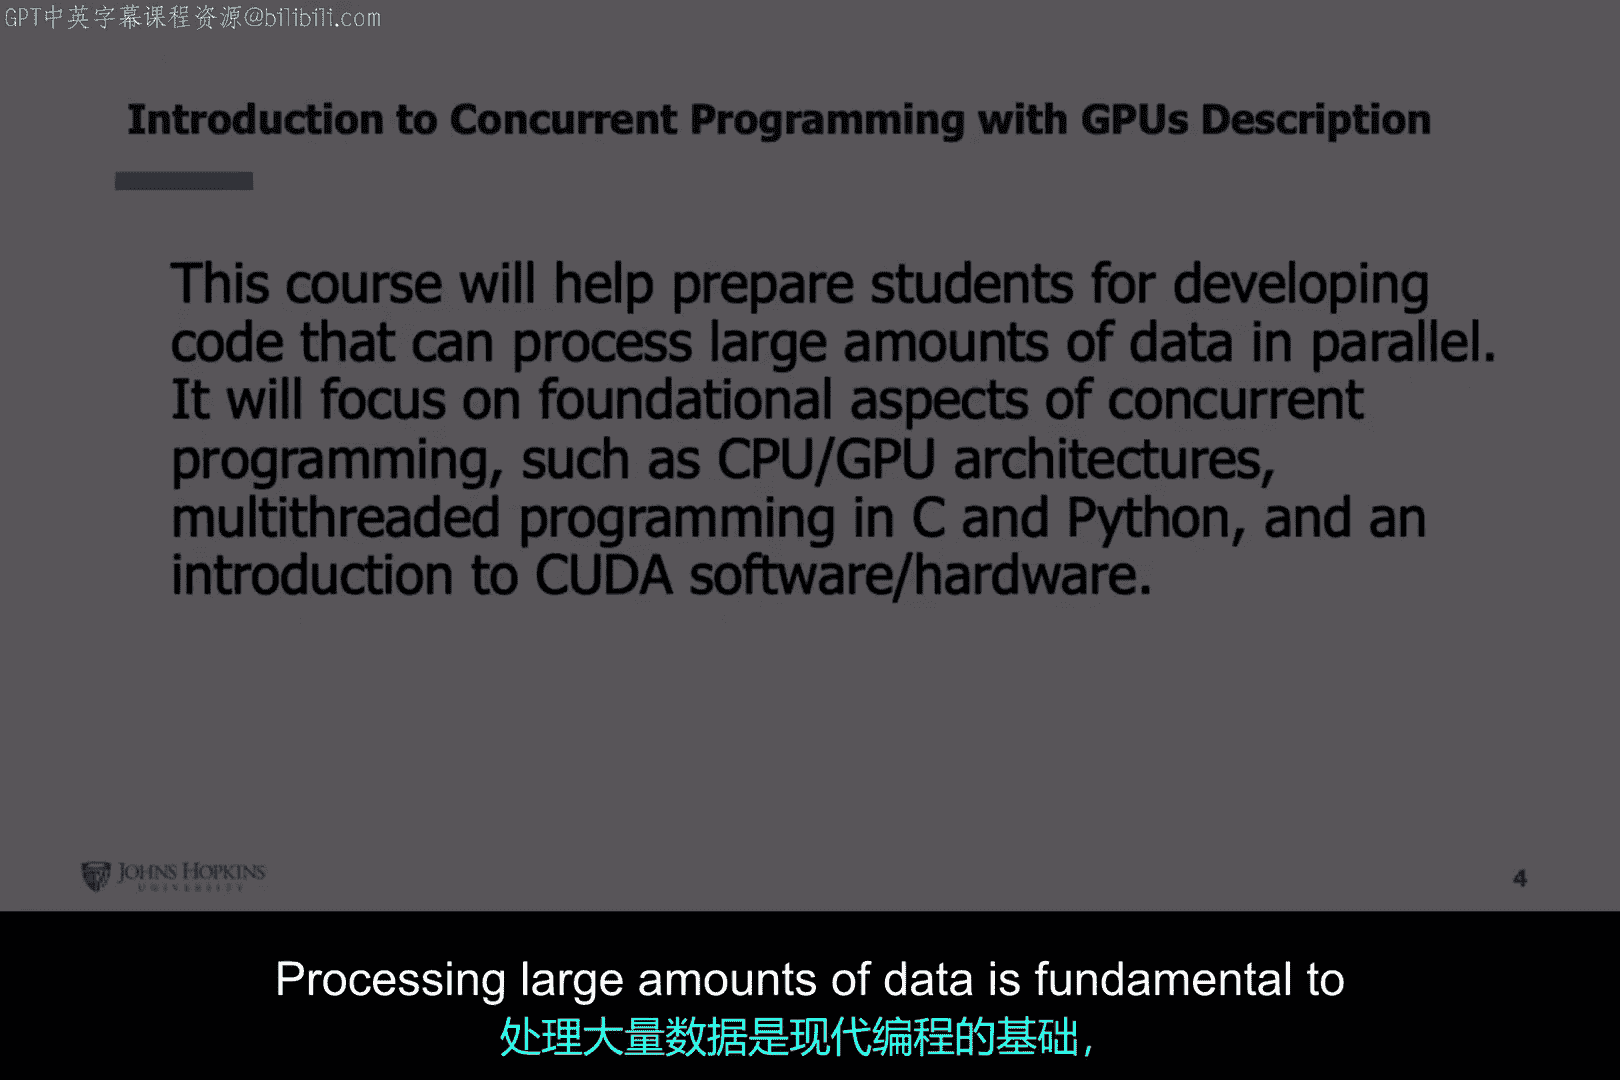 GPT中英字幕课程资源@bilibili.com
Introduction to Concurrent Programming with GPUs Description
This course will help prepare students for developing
code that can process large amounts of data in parallel.
It will focus on foundational aspects of concurrent
programming, such as CPU/GPU architectures,
multithreaded programming in C and Python, and an
introduction to CUDA software/hardware.
JOHNS HOPKINS
UNIVERSITY
4
Processing large amounts of data is fundamental to
处理大量数据是现代编程的基础,